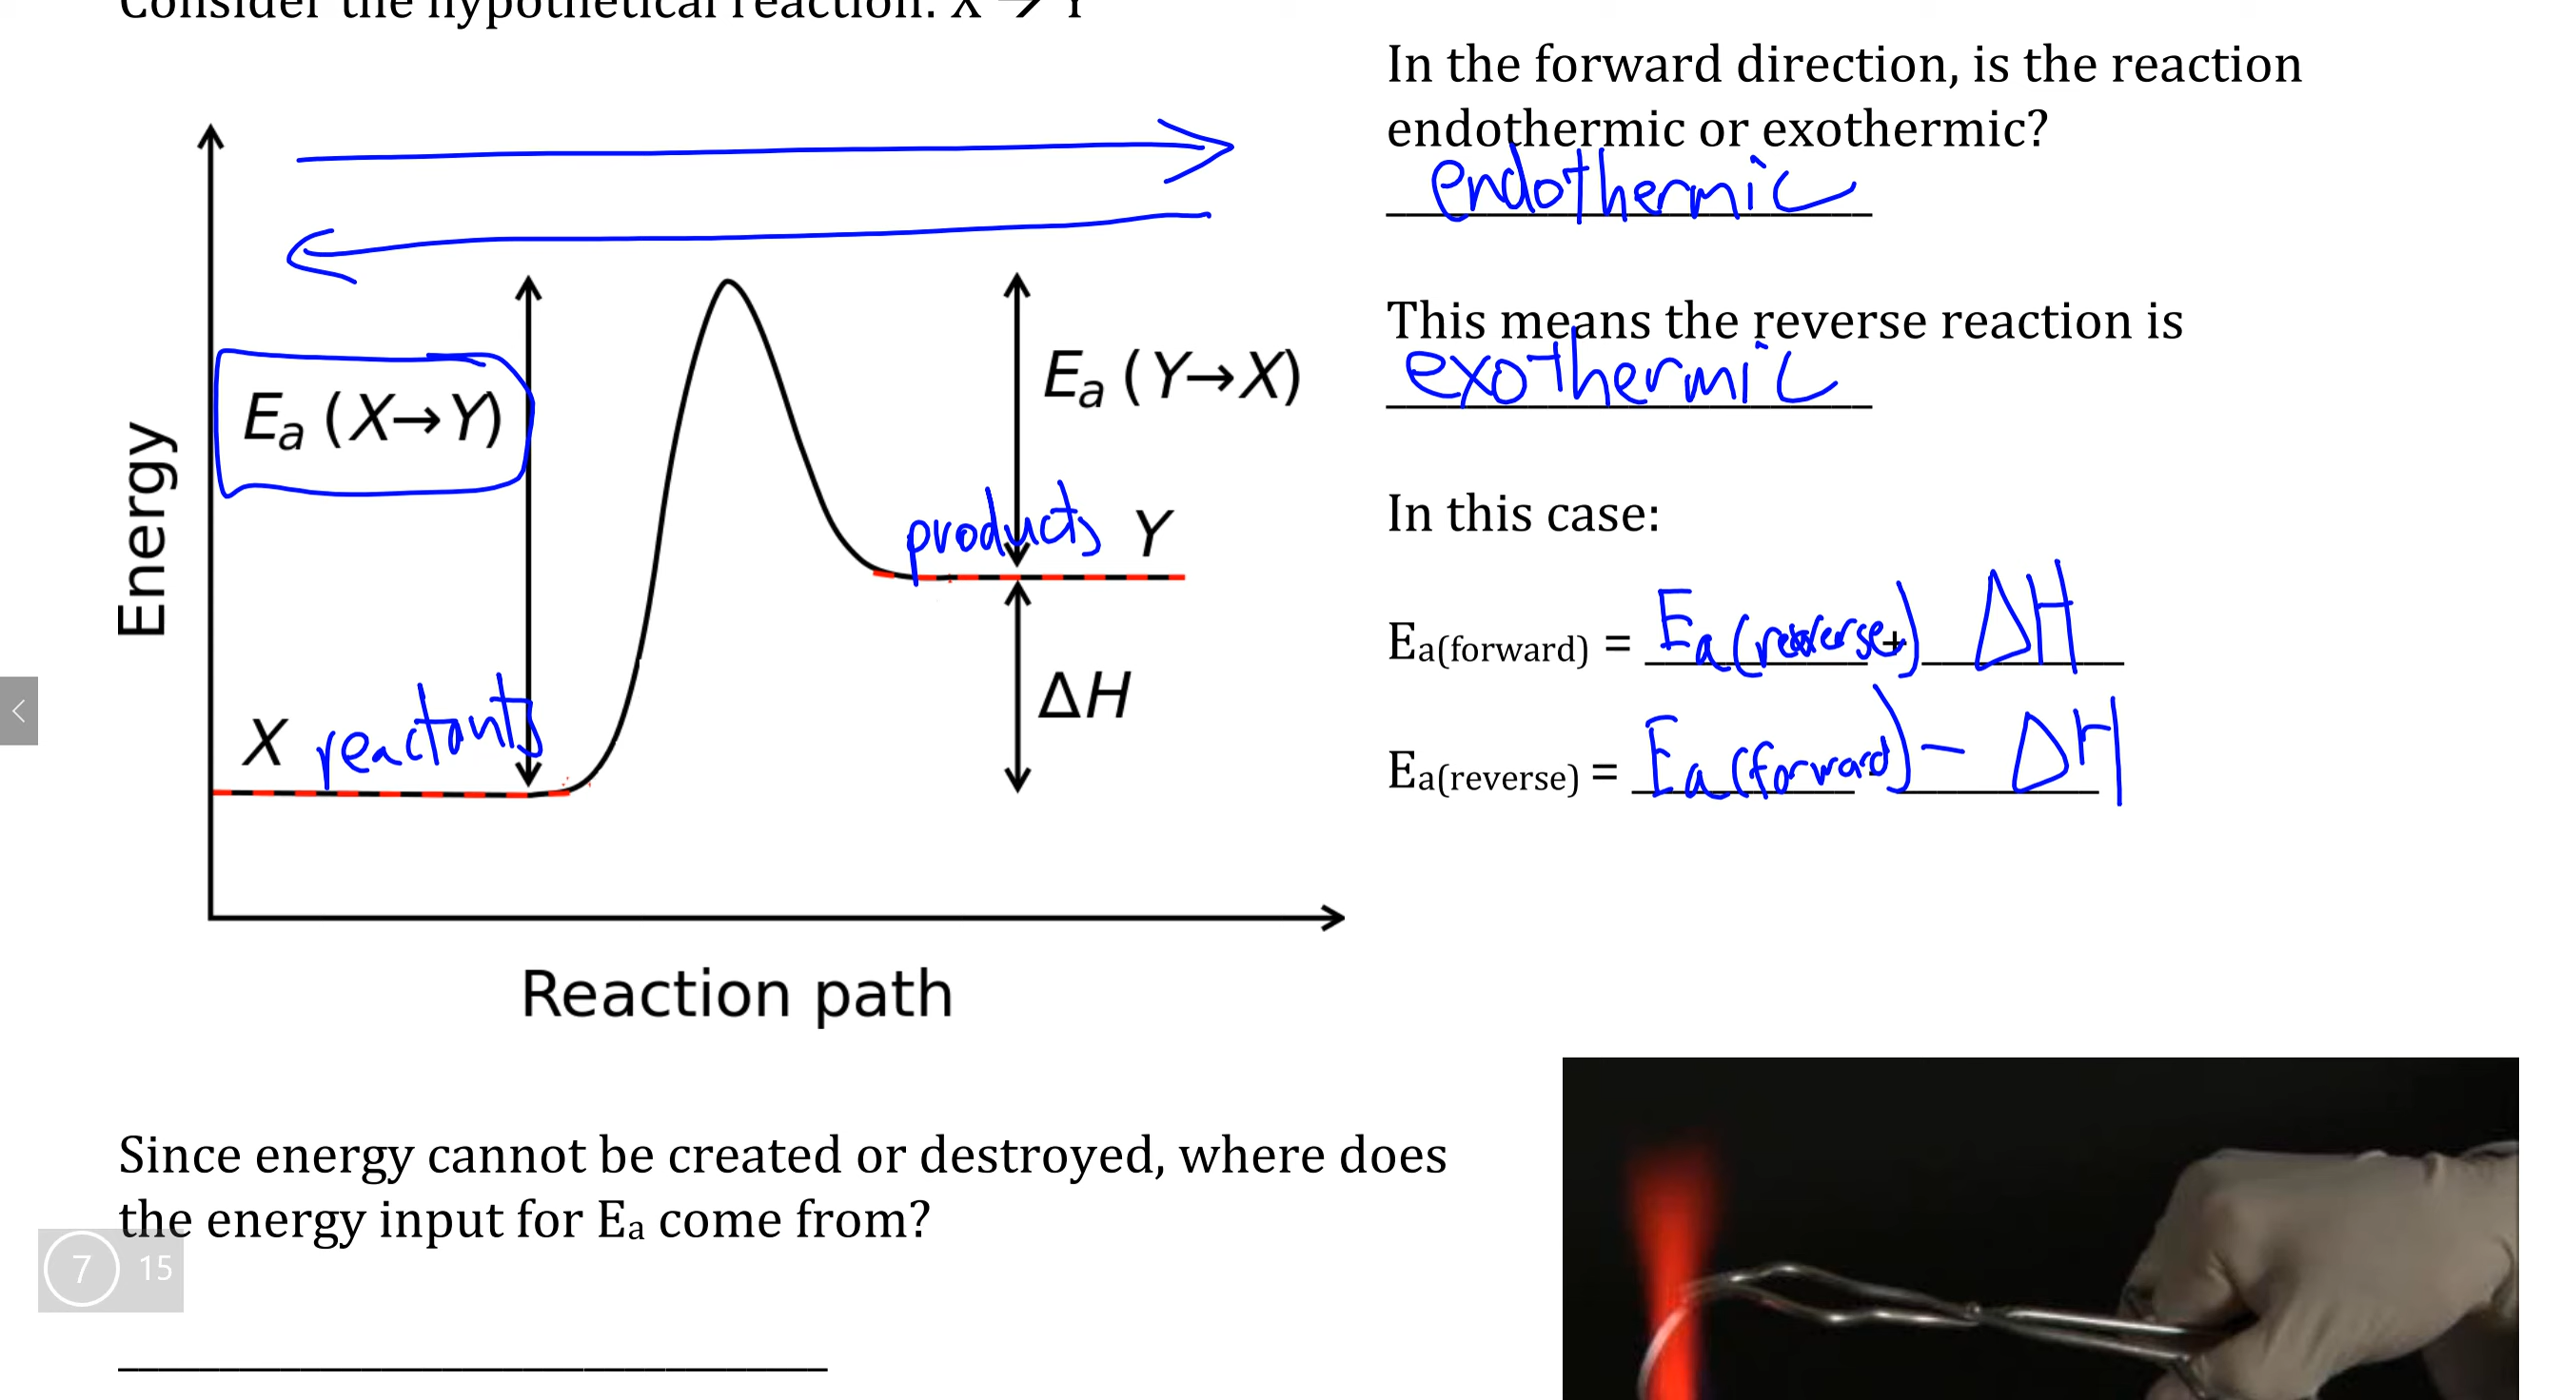 Consider the hypothetical reaction: X → Y
In the forward direction, is the reaction
endothermic or exothermic?
endothermic
This means the reverse reaction is
exothermic
In this case:
Ea(forward) = Ea(reverse) + ΔH
Ea(reverse) = Ea(forward) - ΔH
Energy
Ea (X→Y)
Ea (Y→X)
products Y
ΔH
X reactants
Reaction path
Since energy cannot be created or destroyed, where does
the energy input for Ea come from?
7 15